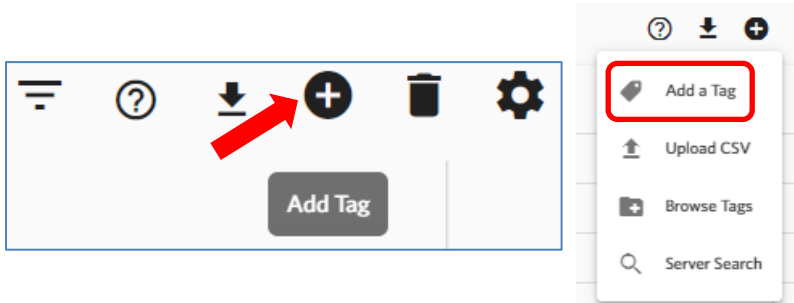 Add Tag
Add a Tag
Upload CSV
Browse Tags
Server Search